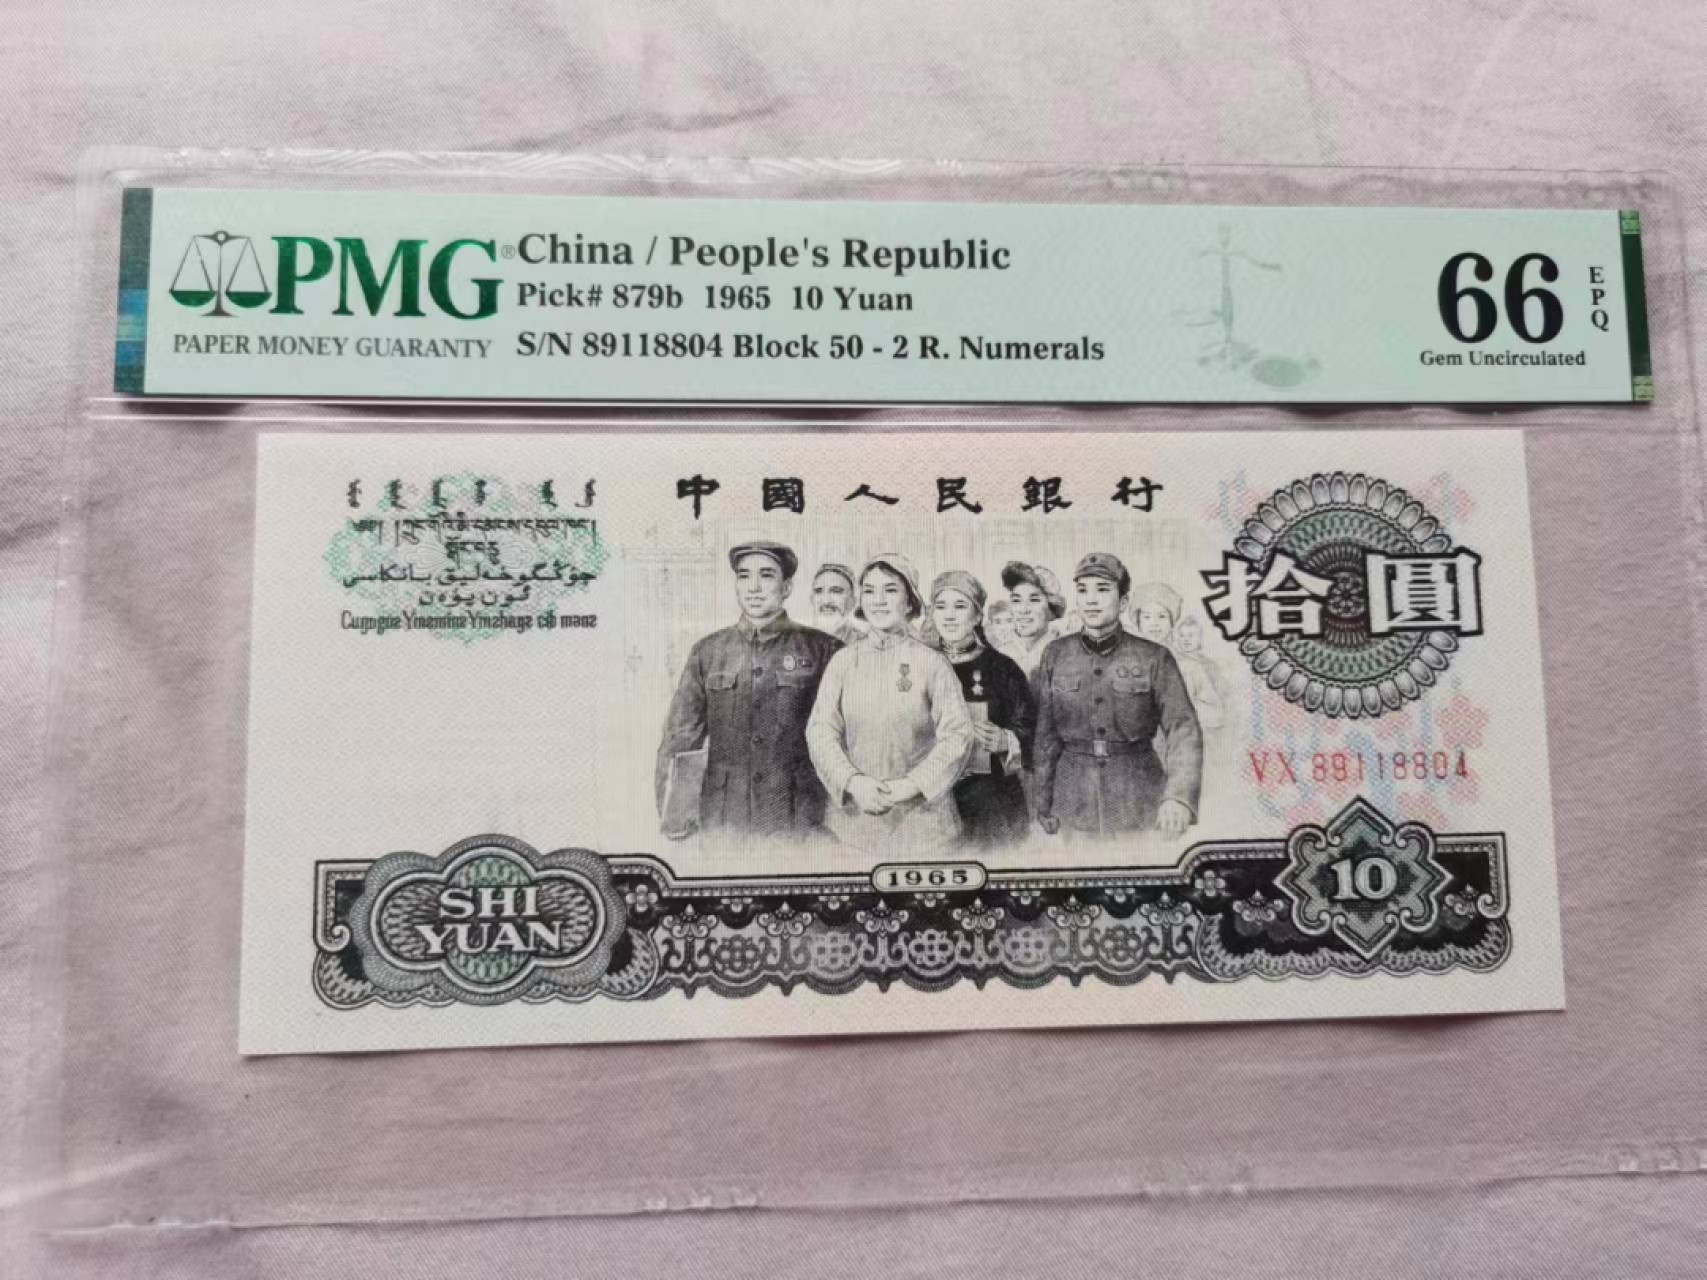 PMG®
PAPER MONEY GUARANTY
China / People's Republic
Pick# 879b 1965 10 Yuan
S/N 89118804 Block 50 - 2 R. Numerals
66
EPQ
Gem Uncirculated
中國人民銀行
拾圓
VX 89118804
1965
SHI
YUAN
10